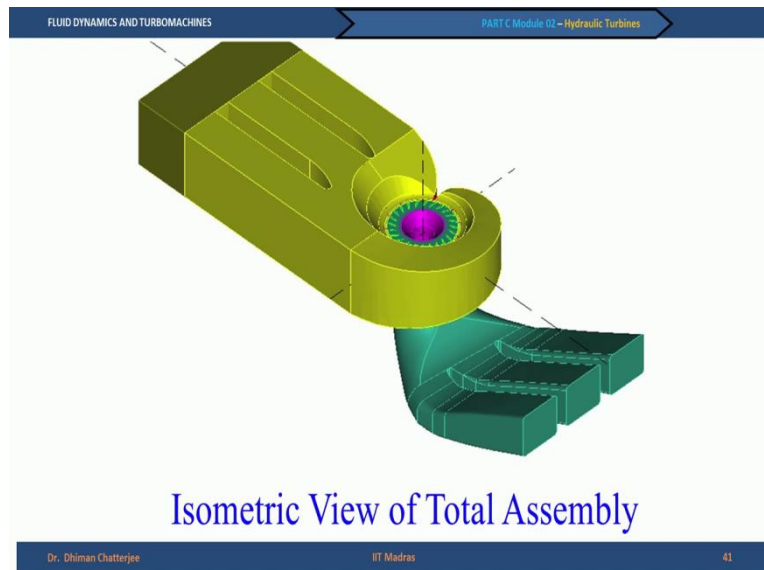 FLUID DYNAMICS AND TURBOMACHINES
PART C Module 02 – Hydraulic Turbines
Isometric View of Total Assembly
Dr. Dhiman Chatterjee
IIT Madras
41